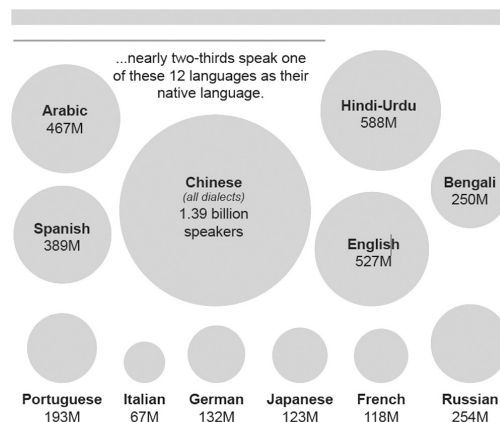 ...nearly two-thirds speak one
of these 12 languages as their
native language.
Arabic
467M
Hindi-Urdu
588M
Chinese
(all dialects)
1.39 billion
speakers
Bengali
250M
Spanish
389M
English
527M
Portuguese
193M
Italian
67M
German
132M
Japanese
123M
French
118M
Russian
254M